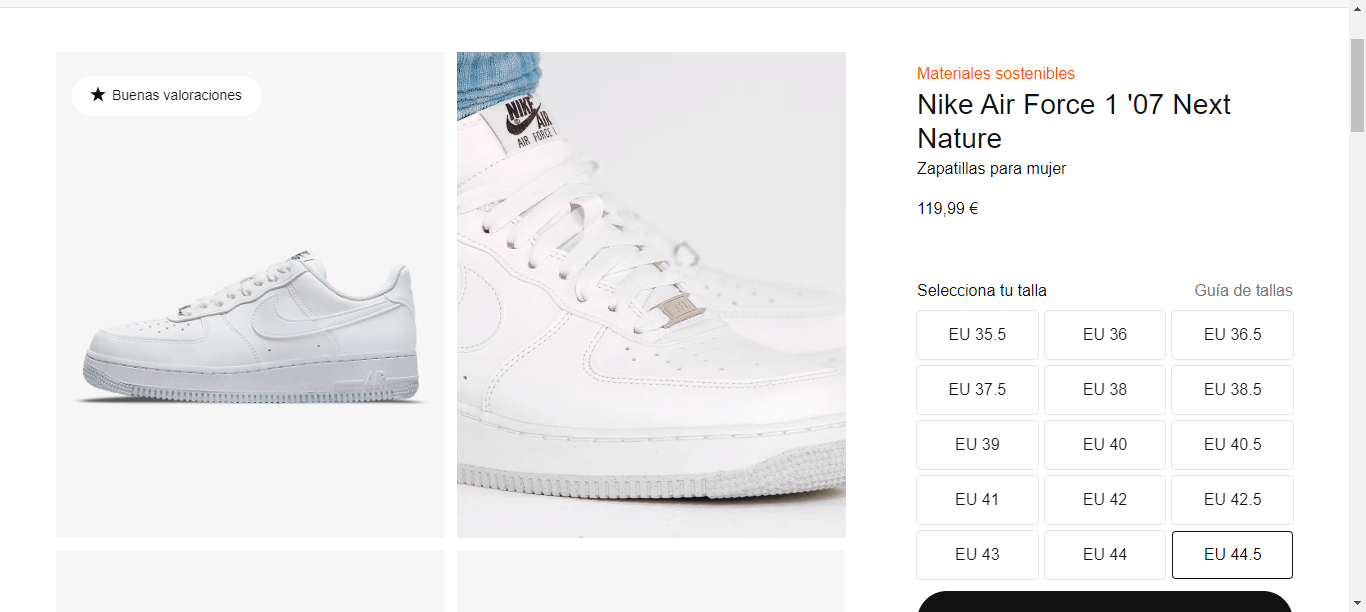 Buenas valoraciones
NIKE
AIR
AIR FORCE 1
Materiales sostenibles
Nike Air Force 1 '07 Next
Nature
Zapatillas para mujer
119,99 €
Selecciona tu talla
Guía de tallas
EU 35.5
EU 36
EU 36.5
EU 37.5
EU 38
EU 38.5
EU 39
EU 40
EU 40.5
EU 41
EU 42
EU 42.5
EU 43
EU 44
EU 44.5